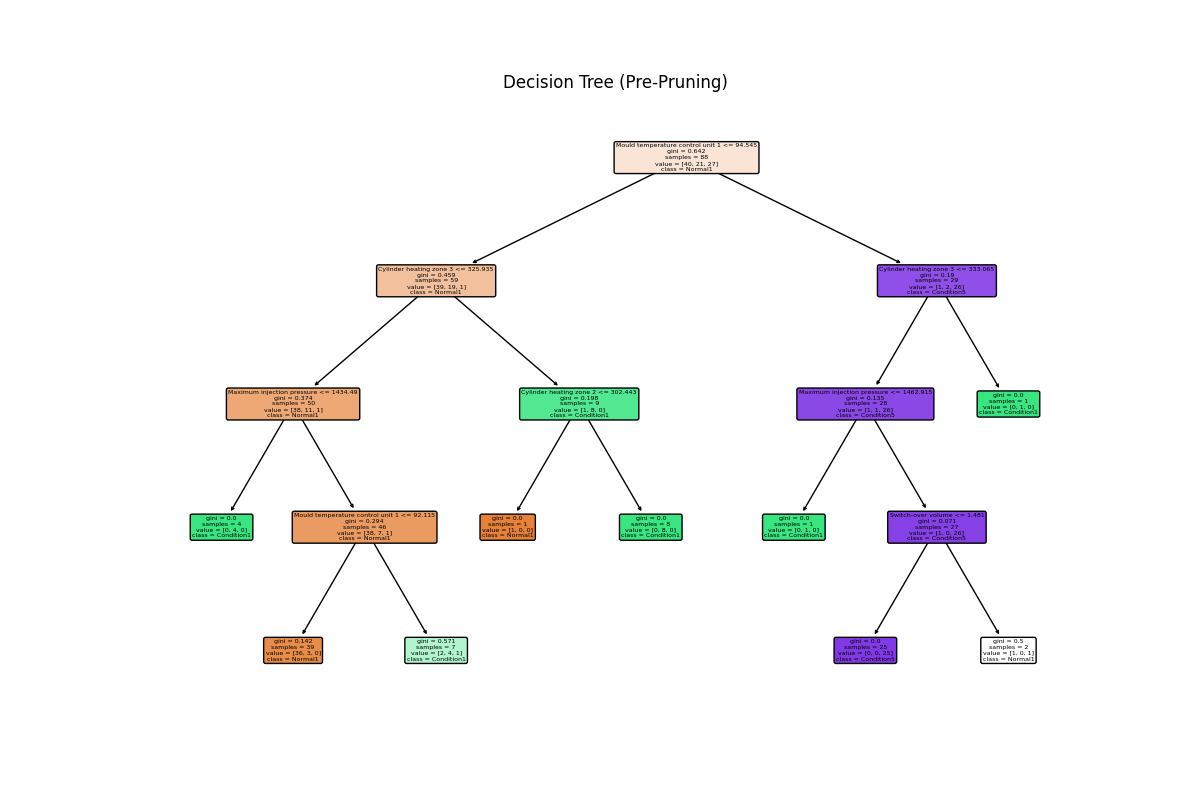 Decision Tree (Pre-Pruning)
Mould temperature control unit 1 <= 94.545
gini = 0.642
samples = 88
value = [40, 21, 27]
class = Normal1
Cylinder heating zone 3 <= 325.935
gini = 0.459
samples = 59
value = [39, 19, 1]
class = Normal1
Cylinder heating zone 3 <= 333.065
gini = 0.19
samples = 29
value = [1, 2, 26]
class = Condition5
Maximum injection pressure <= 1434.49
gini = 0.374
samples = 50
value = [38, 11, 1]
class = Normal1
Cylinder heating zone 2 <= 302.443
gini = 0.198
samples = 9
value = [1, 8, 0]
class = Condition1
Maximum injection pressure <= 1462.915
gini = 0.135
samples = 28
value = [1, 1, 26]
class = Condition5
gini = 0.0
samples = 1
value = [0, 1, 0]
class = Condition1
gini = 0.0
samples = 4
value = [0, 4, 0]
class = Condition1
Mould temperature control unit 1 <= 92.115
gini = 0.294
samples = 46
value = [38, 7, 1]
class = Normal1
gini = 0.0
samples = 1
value = [1, 0, 0]
class = Normal1
gini = 0.0
samples = 8
value = [0, 8, 0]
class = Condition1
gini = 0.0
samples = 1
value = [0, 1, 0]
class = Condition1
Switch-over volume <= 1.481
gini = 0.071
samples = 27
value = [1, 0, 26]
class = Condition5
gini = 0.142
samples = 39
value = [36, 3, 0]
class = Normal1
gini = 0.571
samples = 7
value = [2, 4, 1]
class = Condition1
gini = 0.0
samples = 25
value = [0, 0, 25]
class = Condition5
gini = 0.5
samples = 2
value = [1, 0, 1]
class = Normal1